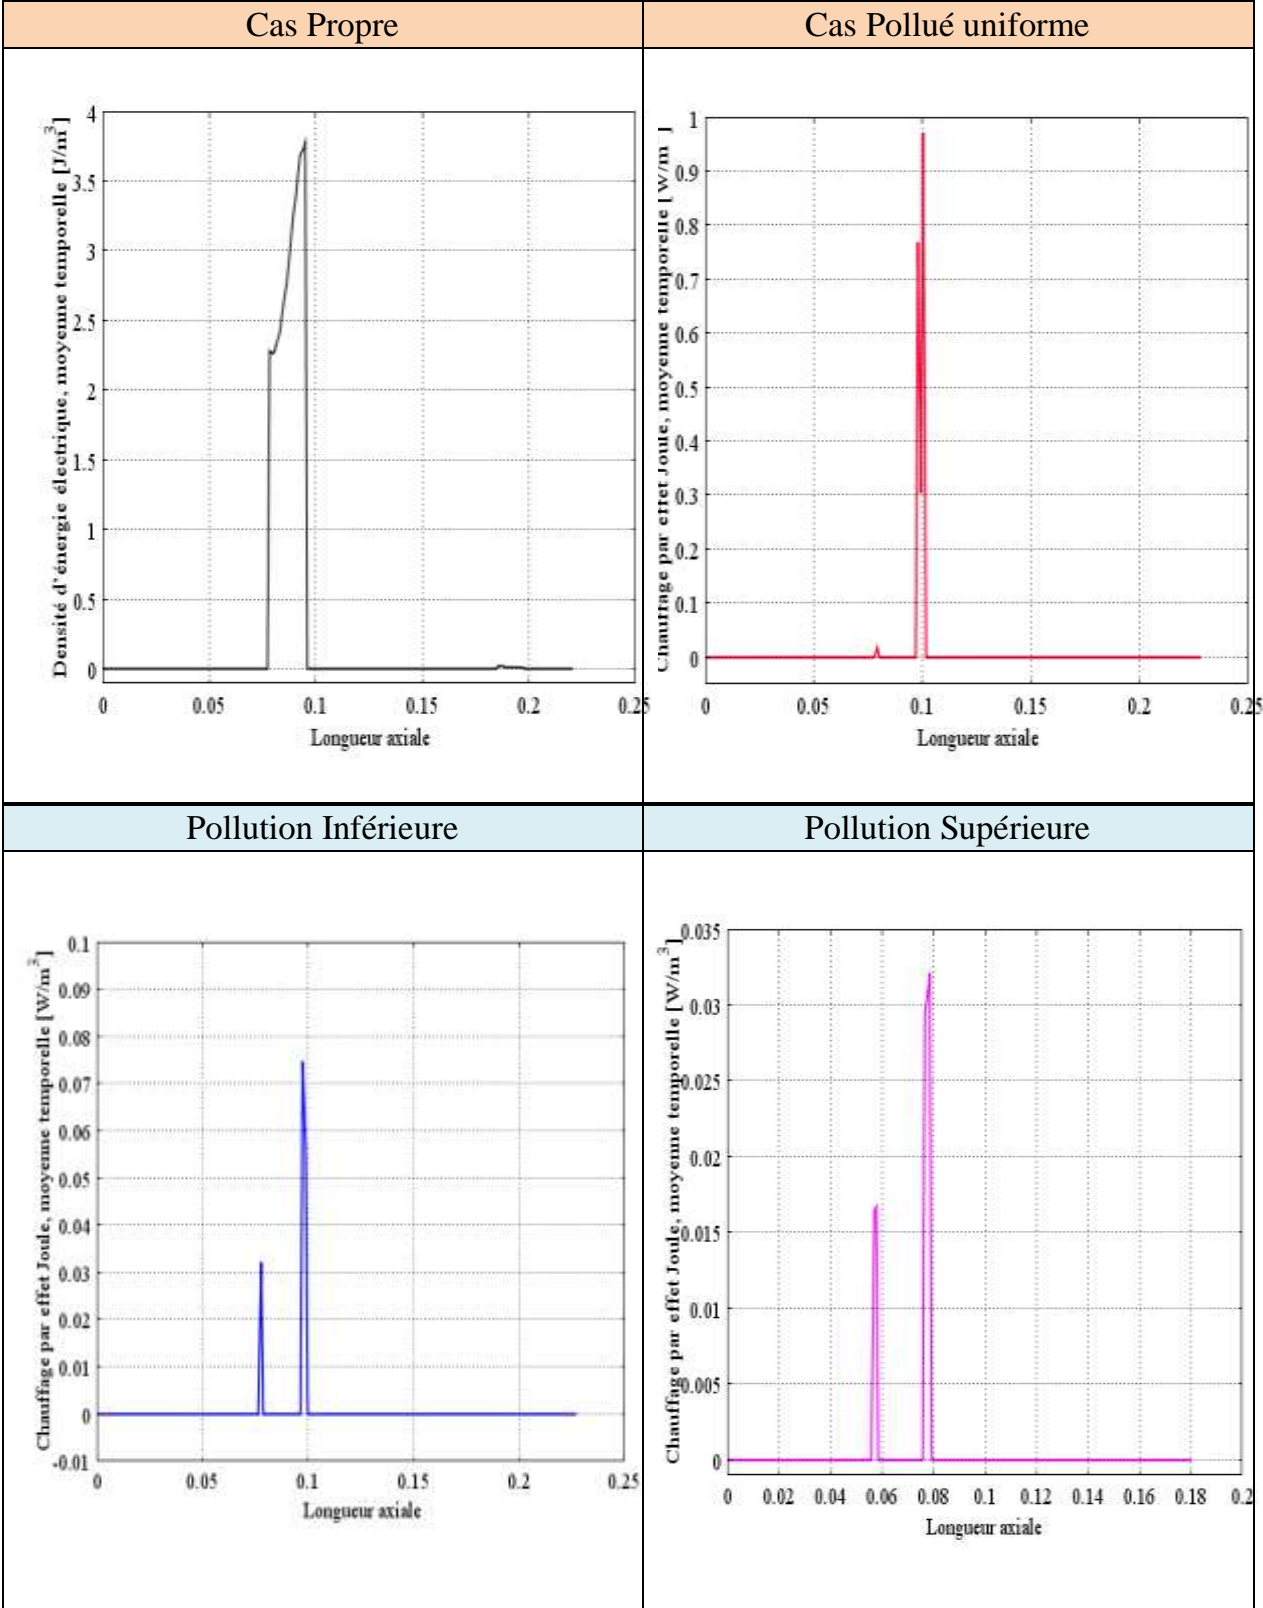 Cas Propre
Cas Pollué uniforme
Densité d'énergie électrique, moyenne temporelle [J/m³]
4
3.5
3
2.5
2
1.5
1
0.5
0
0 0.05 0.1 0.15 0.2 0.25
Longueur axiale
Chauffage par effet Joule, moyenne temporelle [W/m ]
1
0.9
0.8
0.7
0.6
0.5
0.4
0.3
0.2
0.1
0
0 0.05 0.1 0.15 0.2 0.25
Longueur axiale
Pollution Inférieure
Pollution Supérieure
Chauffage par effet Joule, moyenne temporelle [W/m³]
0.1
0.09
0.08
0.07
0.06
0.05
0.04
0.03
0.02
0.01
0
-0.01
0 0.05 0.1 0.15 0.2 0.25
Longueur axiale
Chauffage par effet Joule, moyenne temporelle [W/m³]
0.035
0.03
0.025
0.02
0.015
0.01
0.005
0
0 0.02 0.04 0.06 0.08 0.1 0.12 0.14 0.16 0.18 0.2
Longueur axiale